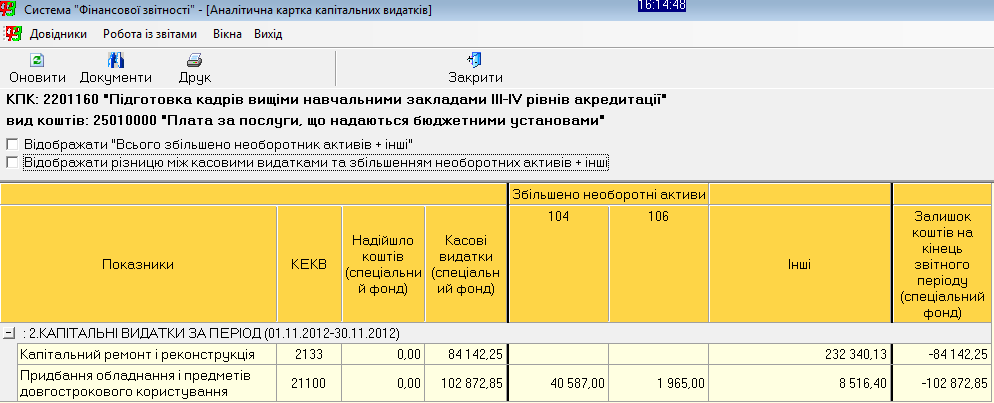 16:14:48
Система "Фінансової звітності" - [Аналітична картка капітальних видатків]
Довідники Робота із звітами Вікна Вихід
Оновити Документи Друк Закрити
КПК: 2201160 "Підготовка кадрів вищіми навчальними закладами III-IV рівнів акредитації"
вид коштів: 25010000 "Плата за послуги, що надаються бюджетними установами"
Відображати "Всього збільшено необоротник активів + інші"
Відображати різницю між касовими видатками та збільшенням необоротних активів + інші
Збільшено необоротні активи
Показники
КЕКВ
Надійшло
коштів
(спеціальни
й фонд)
Касові
видатки
(спеціальн
ий фонд)
104
106
Інші
Залишок
коштів на
кінець
звітного
періоду
(спеціальний
фонд)
: 2.КАПІТАЛЬНІ ВИДАТКИ ЗА ПЕРІОД (01.11.2012-30.11.2012)
Капітальний ремонт і реконструкція 2133 0,00 84 142,25 232 340,13 -84 142,25
Придбання обладнання і предметів
довгострокового користування 21100 0,00 102 872,85 40 587,00 1 965,00 8 516,40 -102 872,85